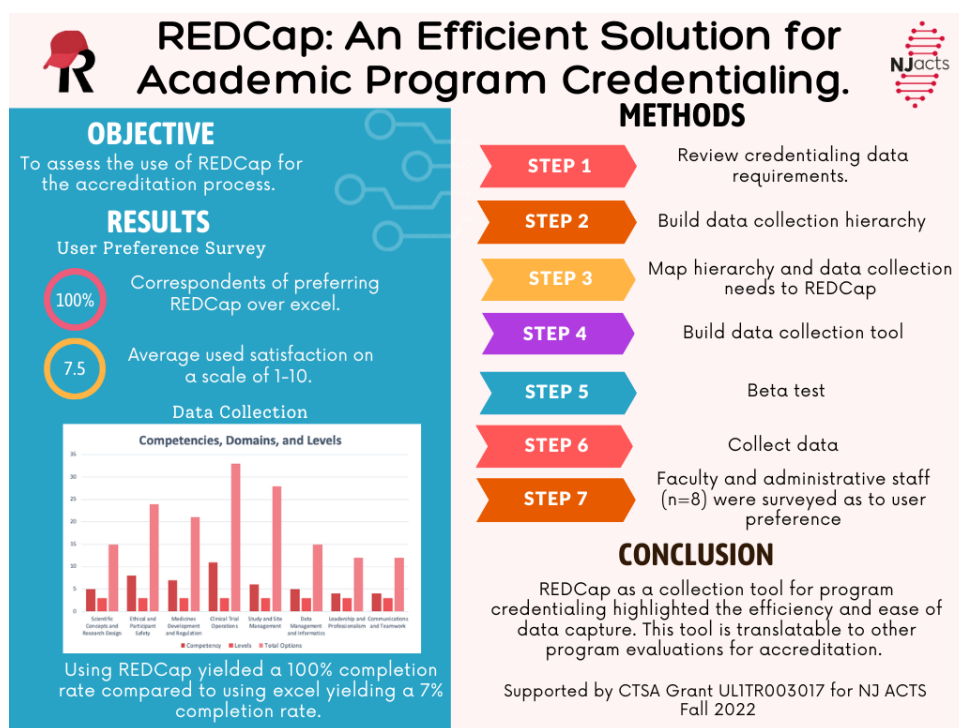 REDCap: An Efficient Solution for
Academic Program Credentialing.
R
NJacts
OBJECTIVE
To assess the use of REDCap for
the accreditation process.
RESULTS
User Preference Survey
100%
Correspondents of preferring
REDCap over excel.
7.5
Average used satisfaction on
a scale of 1-10.
Data Collection
Competencies, Domains, and Levels
35
30
25
20
15
10
5
0
Scientific
Concepts and
Research Design
Ethical and
Participant
Safety
Medicines
Development
and Regulation
Clinical Trial
Operations
Study and Site
Management
Data
Management
and Informatics
Leadership and
Professionalism
Communications
and Teamwork
Competency
Levels
Total Options
Using REDCap yielded a 100% completion
rate compared to using excel yielding a 7%
completion rate.
METHODS
STEP 1
Review credentialing data
requirements.
STEP 2
Build data collection hierarchy
STEP 3
Map hierarchy and data collection
needs to REDCap
STEP 4
Build data collection tool
STEP 5
Beta test
STEP 6
Collect data
STEP 7
Faculty and administrative staff
(n=8) were surveyed as to user
preference
CONCLUSION
REDCap as a collection tool for program
credentialing highlighted the efficiency and ease of
data capture. This tool is translatable to other
program evaluations for accreditation.
Supported by CTSA Grant UL1TR003017 for NJ ACTS
Fall 2022